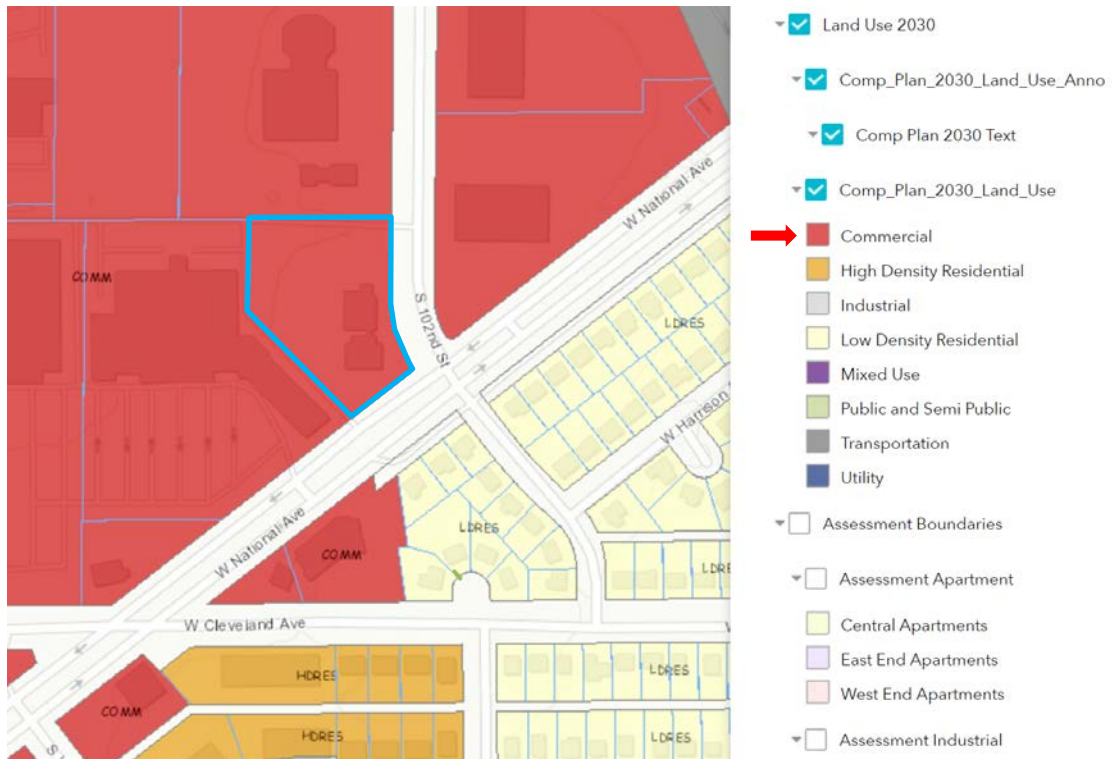 COMM
W National Ave
S 102nd St
LDRES
W Harrison
W National Ave
COMM
LDRES
LDRE
W Cleveland Ave
HDRES
LDRES
COMM
HDRES
LDRES
S
Land Use 2030
Comp_Plan_2030_Land_Use_Anno
Comp Plan 2030 Text
Comp_Plan_2030_Land_Use
Commercial
High Density Residential
Industrial
Low Density Residential
Mixed Use
Public and Semi Public
Transportation
Utility
Assessment Boundaries
Assessment Apartment
Central Apartments
East End Apartments
West End Apartments
Assessment Industrial